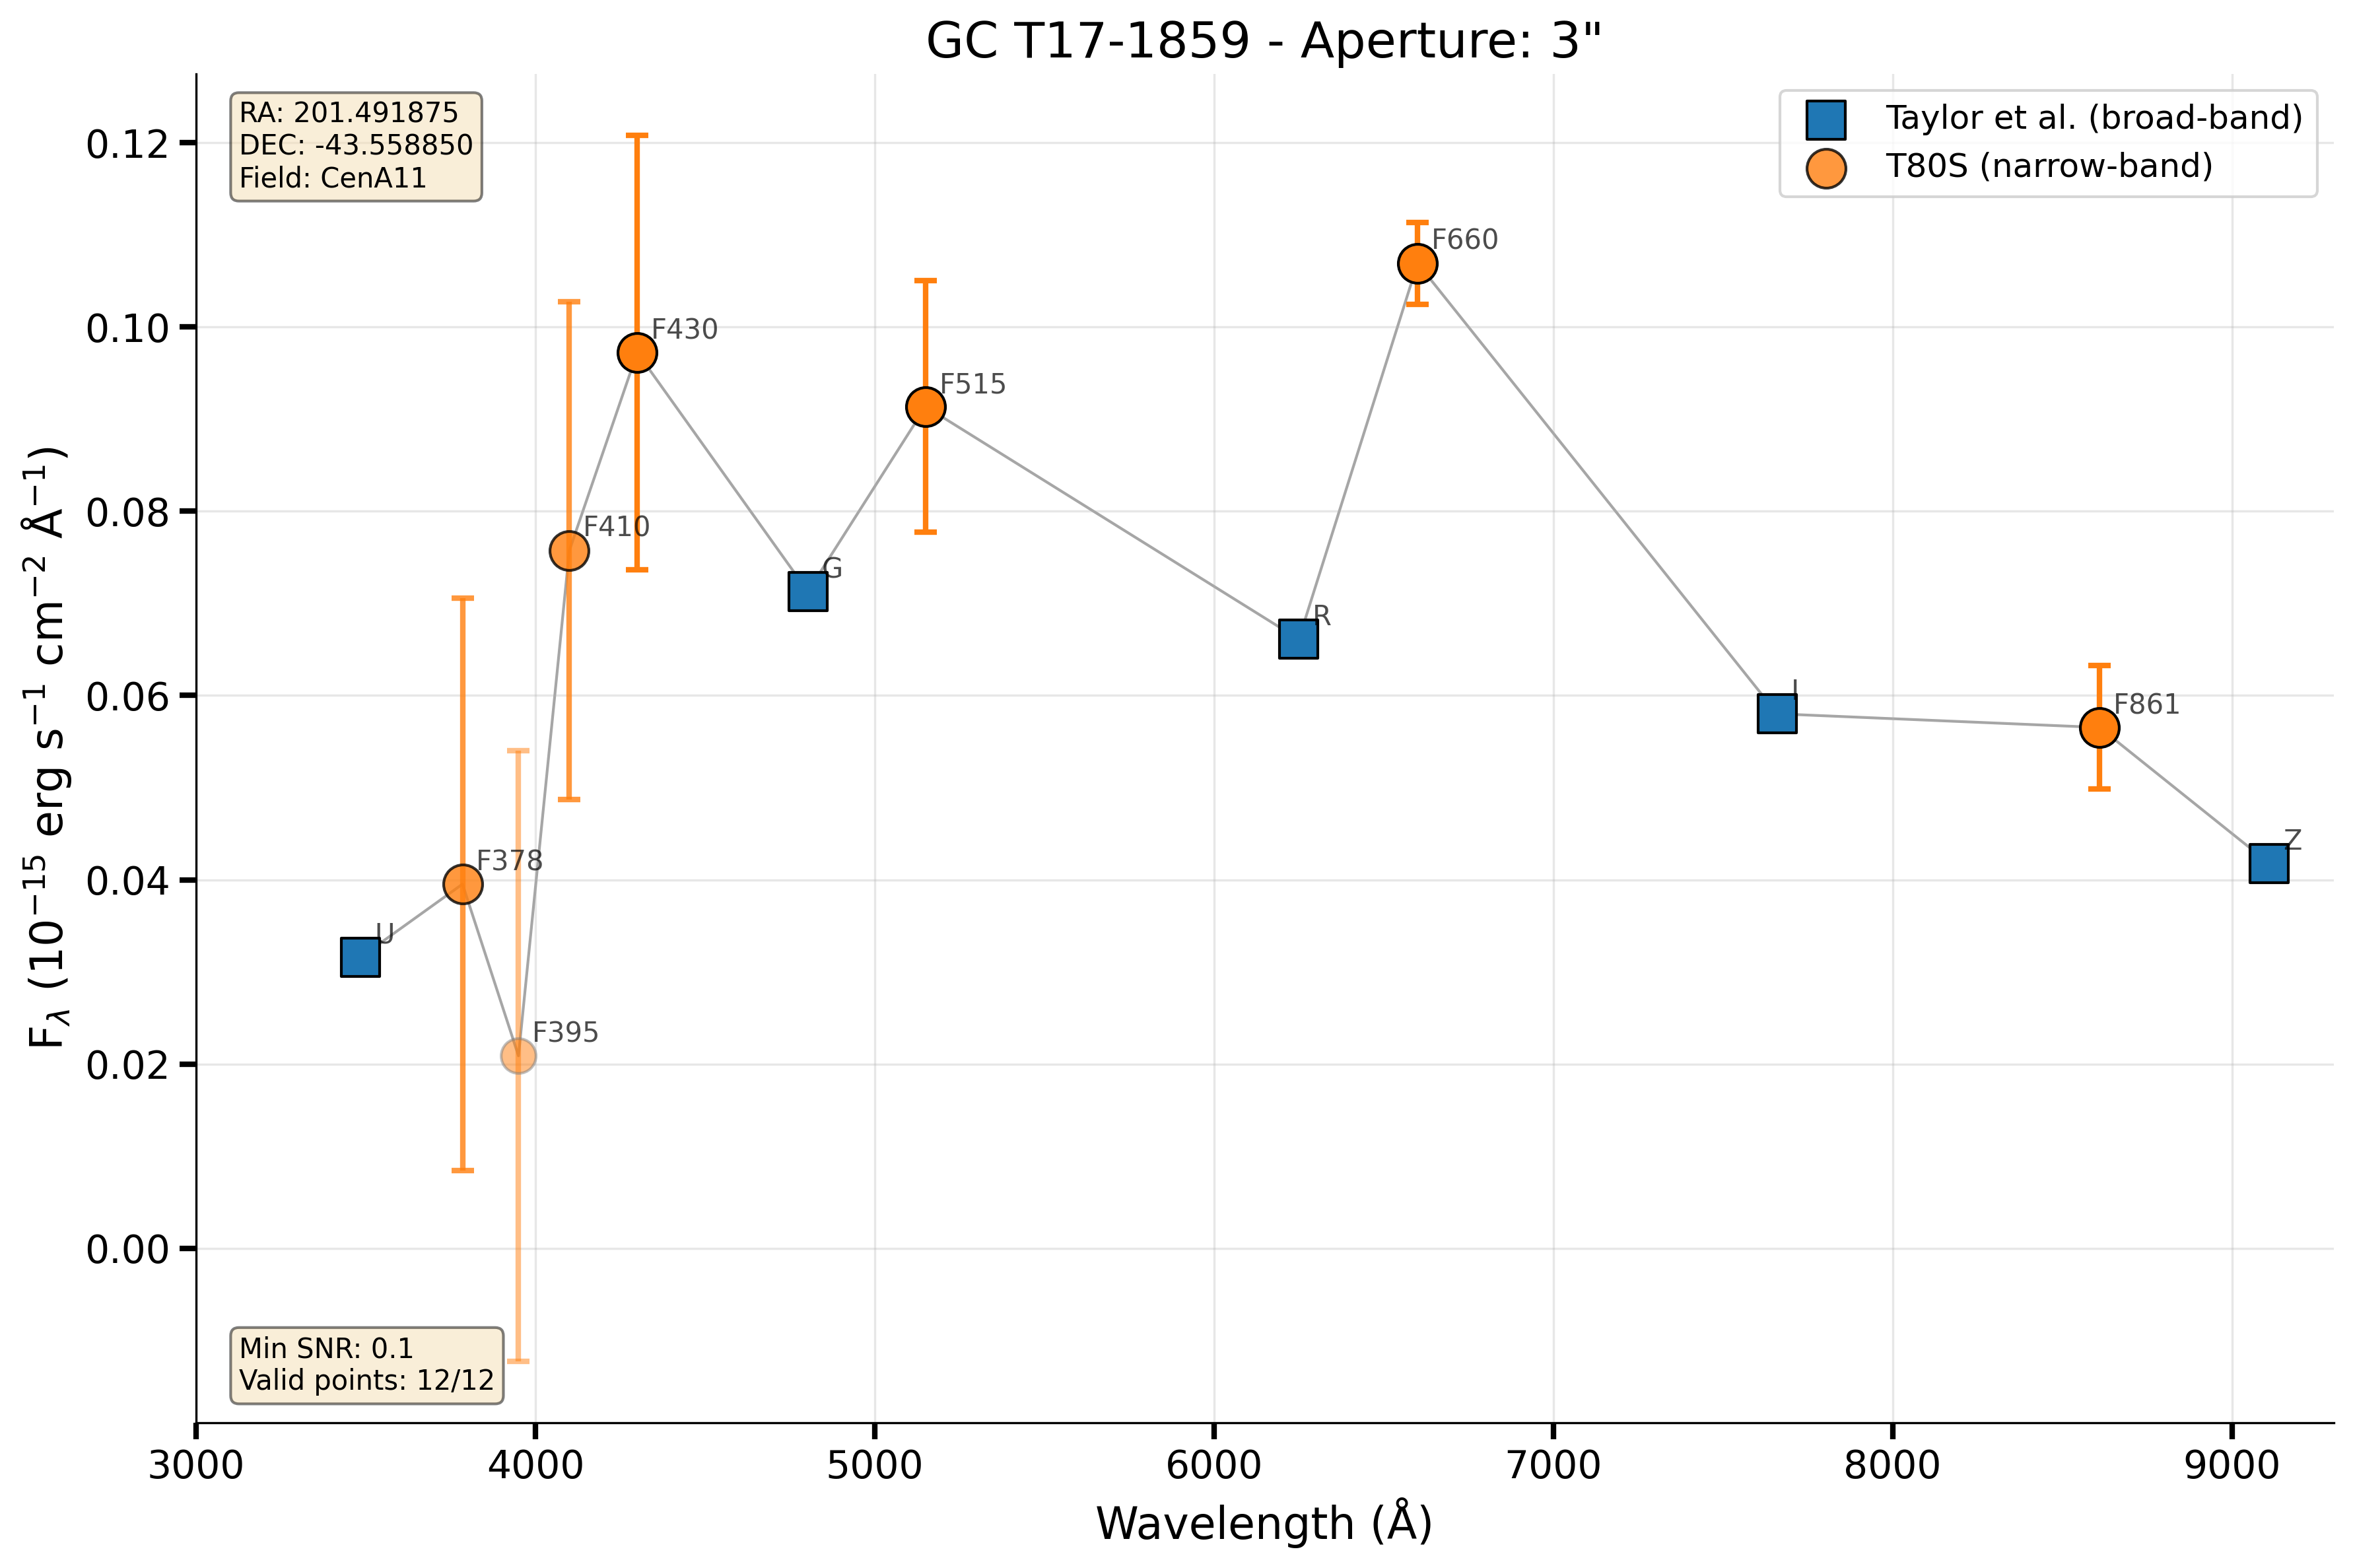 GC T17-1859 - Aperture: 3"
RA: 201.491875
DEC: -43.558850
Field: CenA11
Taylor et al. (broad-band)
T80S (narrow-band)
0.12
0.10
0.08
0.06
0.04
0.02
0.00
F_λ (10⁻¹⁵ erg s⁻¹ cm⁻² Å⁻¹)
U
F378
F395
F410
F430
G
F515
R
F660
I
F861
Z
Min SNR: 0.1
Valid points: 12/12
3000 4000 5000 6000 7000 8000 9000
Wavelength (Å)